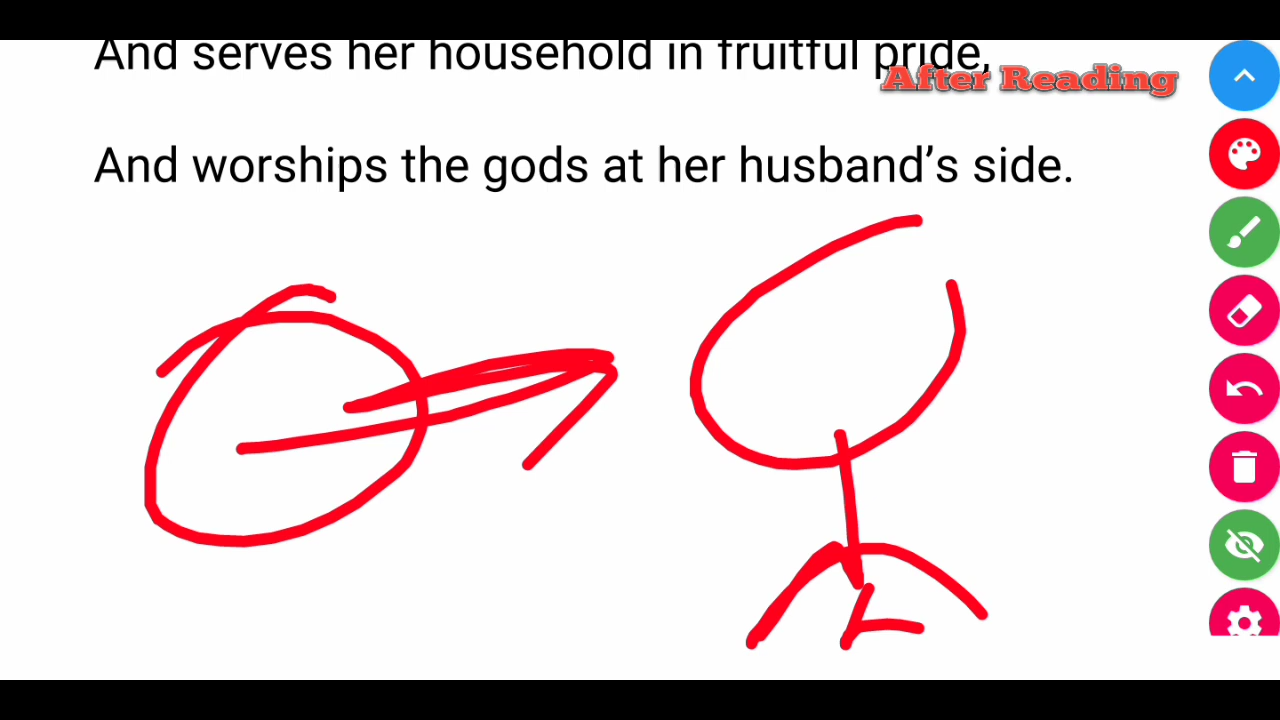 And serves her household in fruitful pride,
After Reading
And worships the gods at her husband’s side.